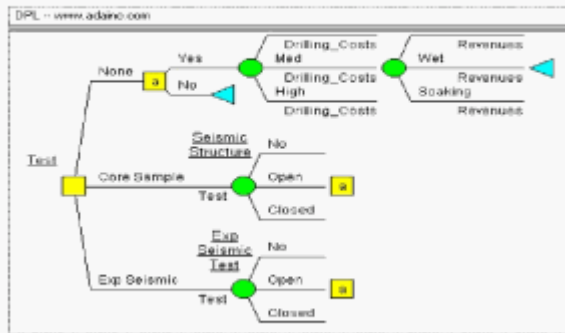 DPL -- www.adainc.com
Drilling_Costs
Revenues
None
a
Yes
Med
Wet
Drilling_Costs
Revenues
No
High
Soaking
Drilling_Costs
Revenues
Test
Seismic
Structure
No
Core Sample
Open
a
Test
Closed
Exp
Seismic
Test
No
Exp Seismic
Open
a
Test
Closed